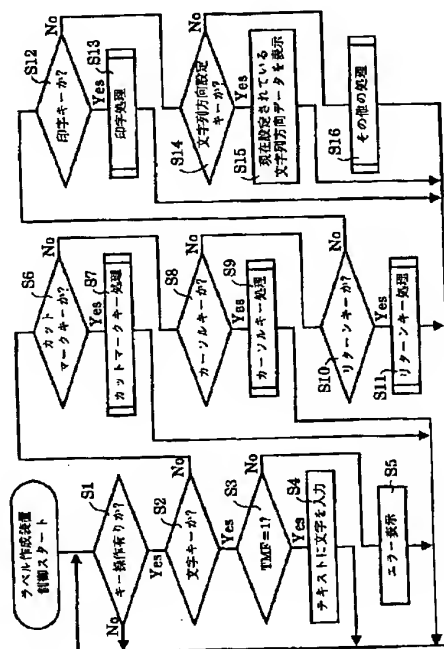 ラベル作成装置
制御スタート
S1
キー操作有りか?
No
Yes
S2
文字キーか?
No
Yes
S3
TMF=1?
No
Yes
S4
テキストに文字を入力
S5
エラー表示
S6
カット
マークキーか?
No
Yes
S7
カットマークキー処理
S8
カーソルキーか?
No
Yes
S9
カーソルキー処理
S10
リターンキーか?
No
Yes
S11
リターンキー処理
S12
印字キーか?
No
Yes
S13
印字処理
S14
文字列方向設定
キーか?
No
Yes
S15
現在設定されている
文字列方向データを表示
S16
その他の処理